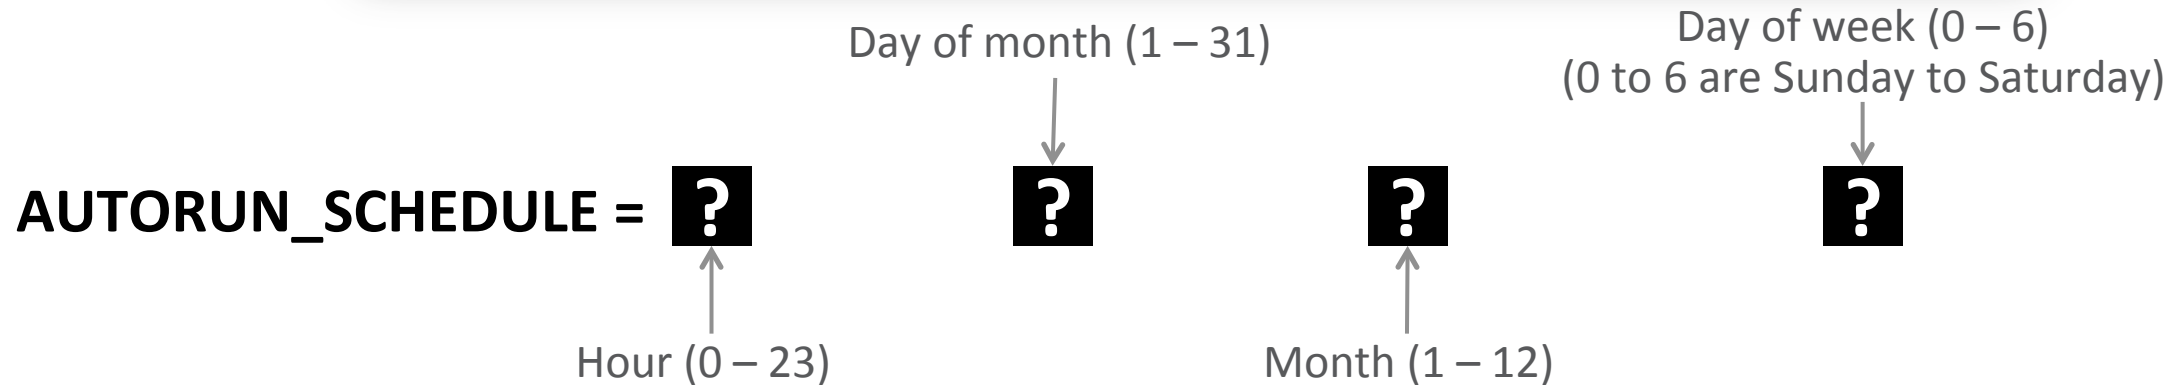 Day of month (1 – 31)
Day of week (0 – 6)
(0 to 6 are Sunday to Saturday)
AUTORUN_SCHEDULE = ? ? ? ?
Hour (0 – 23)
Month (1 – 12)